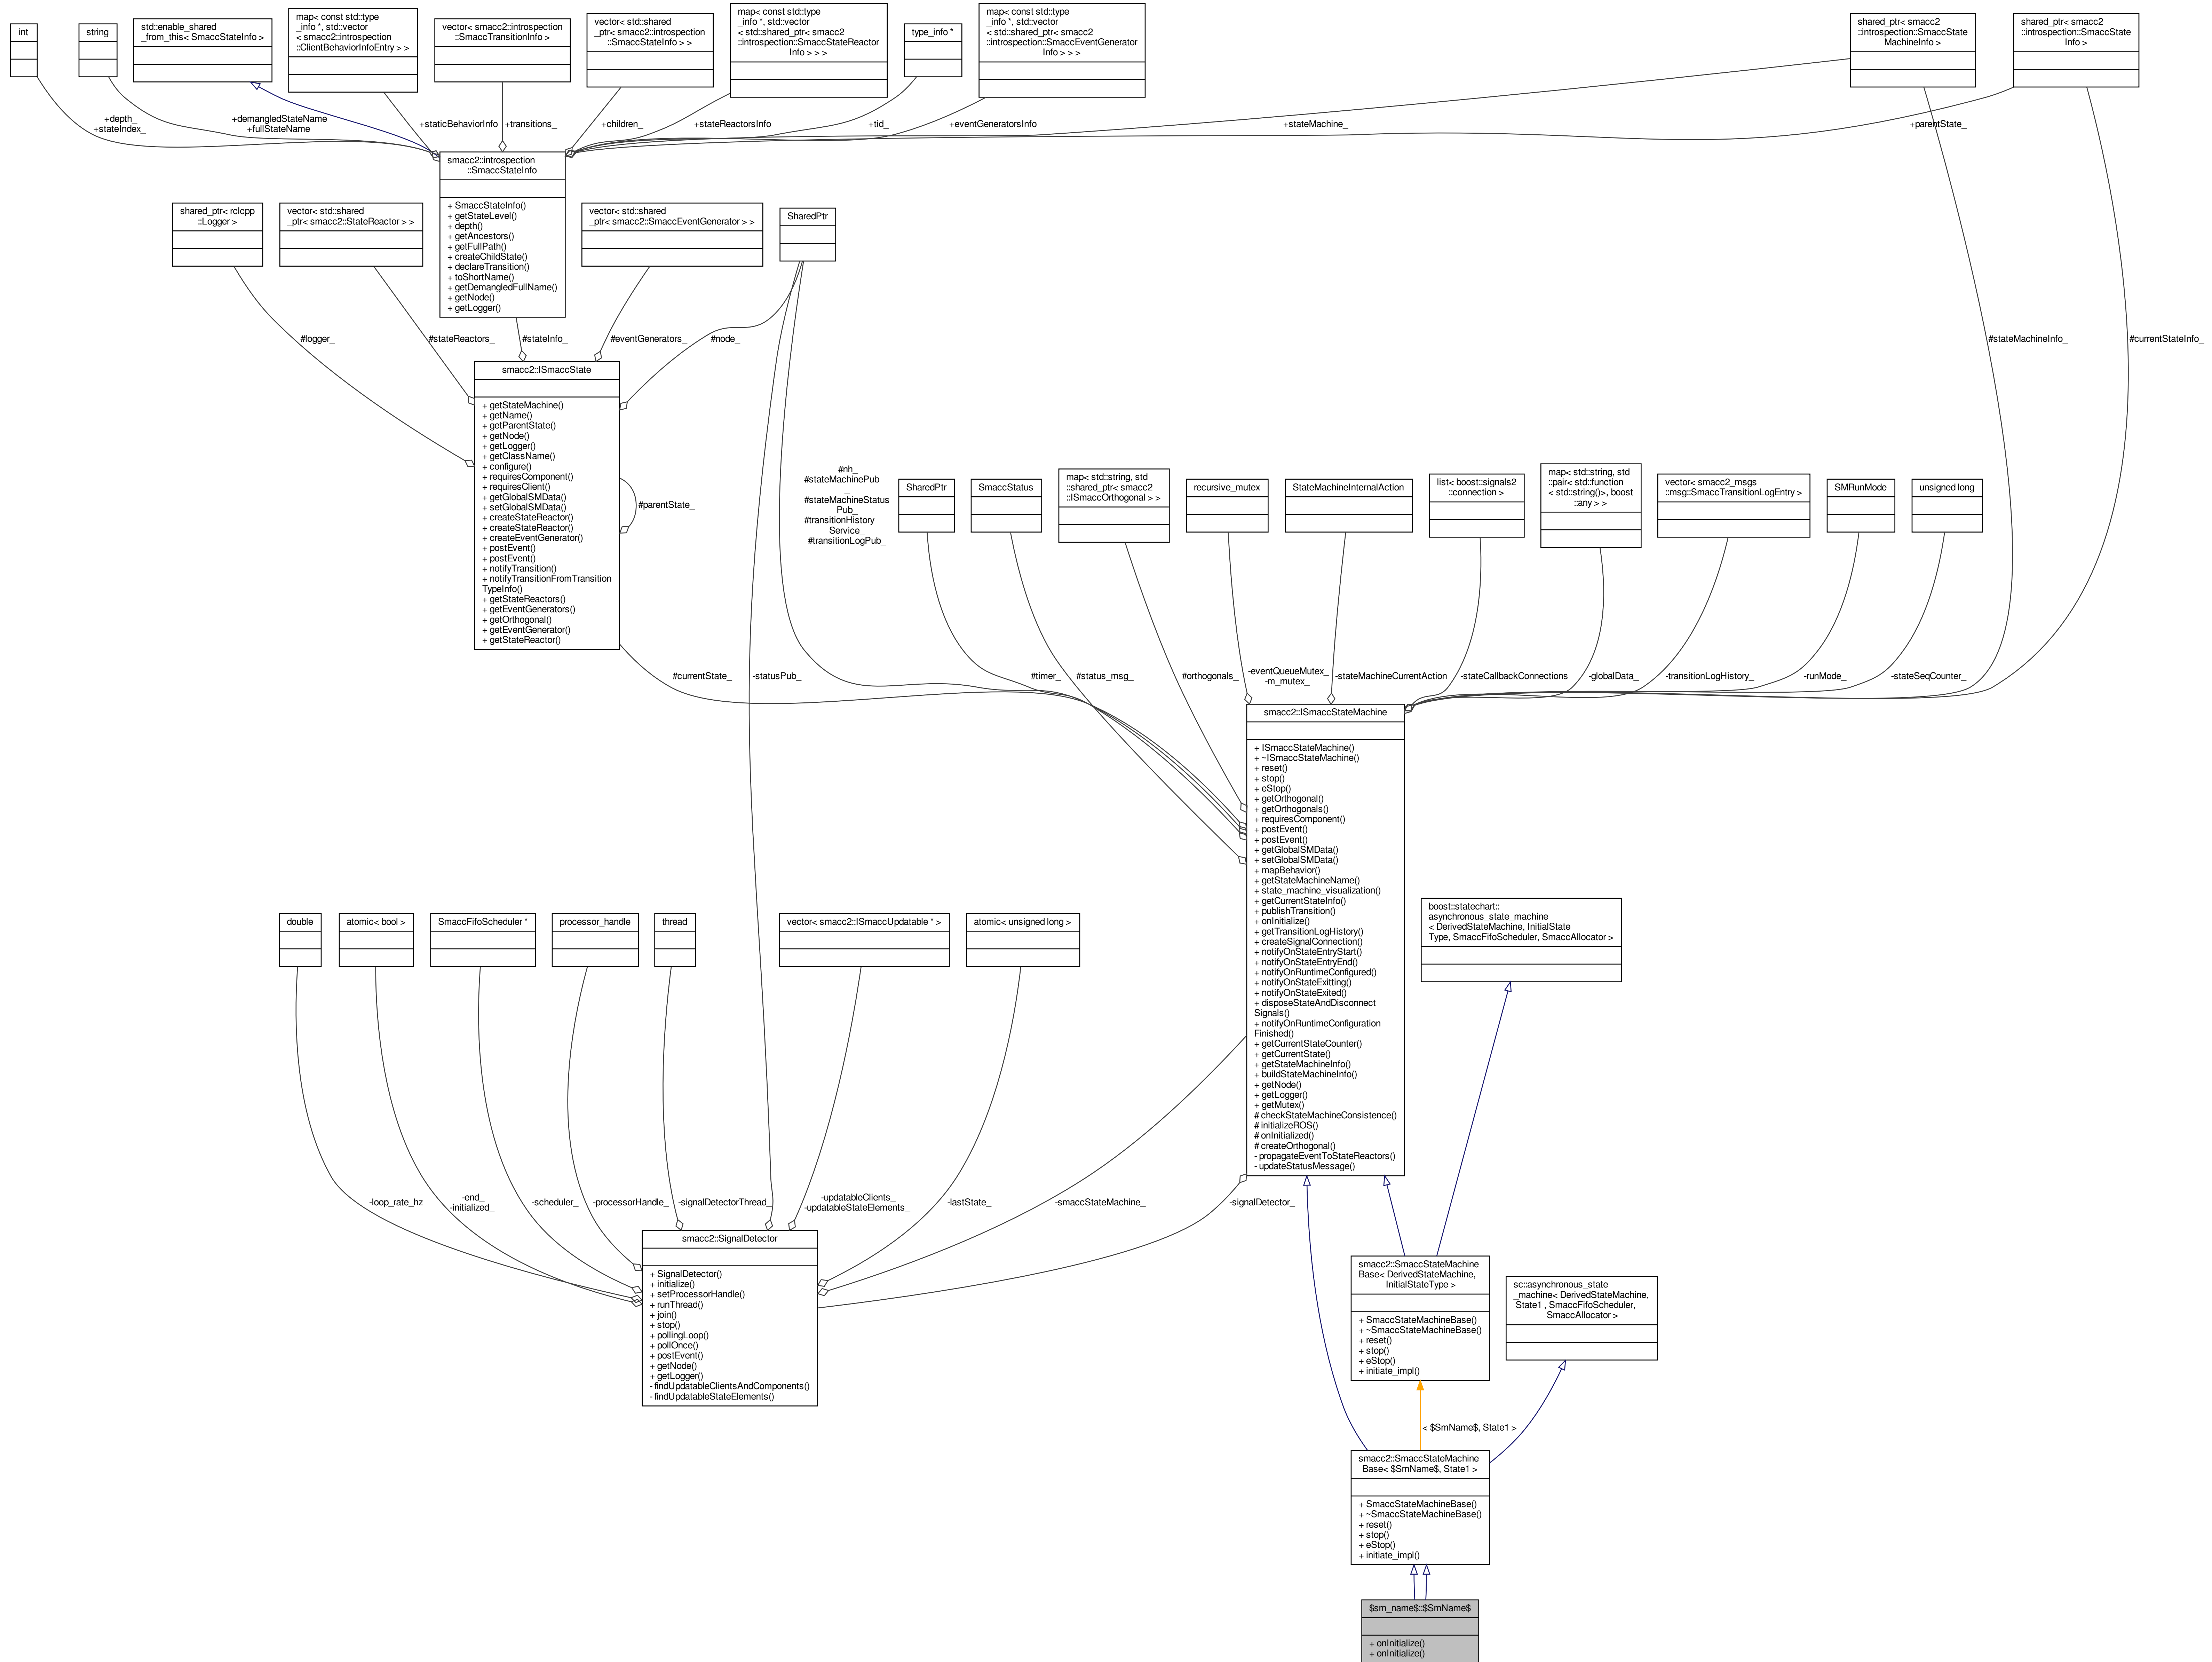 int
string
std::enable_shared
_from_this< SmaccStateInfo >
map< const std::type
_info *, std::vector
< smacc2::introspection
::ClientBehaviorInfoEntry > >
vector< smacc2::introspection
::SmaccTransitionInfo >
vector< std::shared
_ptr< smacc2::introspection
::SmaccStateInfo > >
map< const std::type
_info *, std::vector
< std::shared_ptr< smacc2
::introspection::SmaccStateReactor
Info > > >
type_info *
map< const std::type
_info *, std::vector
< std::shared_ptr< smacc2
::introspection::SmaccEventGenerator
Info > > >
shared_ptr< smacc2
::introspection::SmaccState
MachineInfo >
shared_ptr< smacc2
::introspection::SmaccState
Info >
+depth_
+stateIndex_
+demangledStateName
+fullStateName
+staticBehaviorInfo
+transitions_
+children_
+stateReactorsInfo
+tid_
+eventGeneratorsInfo
+stateMachine_
+parentState_
smacc2::introspection
::SmaccStateInfo
+ SmaccStateInfo()
+ getStateLevel()
+ depth()
+ getAncestors()
+ getFullPath()
+ createChildState()
+ declareTransition()
+ toShortName()
+ getDemangledFullName()
+ getNode()
+ getLogger()
shared_ptr< rclcpp
::Logger >
vector< std::shared
_ptr< smacc2::StateReactor > >
vector< std::shared
_ptr< smacc2::SmaccEventGenerator > >
SharedPtr
#logger_
#stateReactors_
#stateInfo_
#eventGenerators_
#node_
#stateMachineInfo_
#currentStateInfo_
smacc2::ISmaccState
+ getStateMachine()
+ getName()
+ getParentState()
+ getNode()
+ getLogger()
+ getClassName()
+ configure()
+ requiresComponent()
+ requiresClient()
+ getGlobalSMData()
+ setGlobalSMData()
+ createStateReactor()
+ createStateReactor()
+ createEventGenerator()
+ postEvent()
+ postEvent()
+ notifyTransition()
+ notifyTransitionFromTransition
TypeInfo()
+ getStateReactors()
+ getEventGenerators()
+ getOrthogonal()
+ getEventGenerator()
+ getStateReactor()
#parentState_
#nh_
#stateMachinePub
_
#stateMachineStatus
Pub_
#transitionHistory
Service_
#transitionLogPub_
SharedPtr
SmaccStatus
map< std::string, std
::shared_ptr< smacc2
::ISmaccOrthogonal > >
recursive_mutex
StateMachineInternalAction
list< boost::signals2
::connection >
map< std::string, std
::pair< std::function
< std::string()>, boost
::any > >
vector< smacc2_msgs
::msg::SmaccTransitionLogEntry >
SMRunMode
unsigned long
#currentState_
-statusPub_
#timer_
#status_msg_
#orthogonals_
-eventQueueMutex_
-m_mutex_
-stateMachineCurrentAction
-stateCallbackConnections
-globalData_
-transitionLogHistory_
-runMode_
-stateSeqCounter_
smacc2::ISmaccStateMachine
+ ISmaccStateMachine()
+ ~ISmaccStateMachine()
+ reset()
+ stop()
+ eStop()
+ getOrthogonal()
+ getOrthogonals()
+ requiresComponent()
+ postEvent()
+ postEvent()
+ getGlobalSMData()
+ setGlobalSMData()
+ mapBehavior()
+ getStateMachineName()
+ state_machine_visualization()
+ getCurrentStateInfo()
+ publishTransition()
+ onInitialize()
+ getTransitionLogHistory()
+ createSignalConnection()
+ notifyOnStateEntryStart()
+ notifyOnStateEntryEnd()
+ notifyOnRuntimeConfigured()
+ notifyOnStateExitting()
+ notifyOnStateExited()
+ disposeStateAndDisconnect
Signals()
+ notifyOnRuntimeConfiguration
Finished()
+ getCurrentStateCounter()
+ getCurrentState()
+ getStateMachineInfo()
+ buildStateMachineInfo()
+ getNode()
+ getLogger()
+ getMutex()
# checkStateMachineConsistence()
# initializeROS()
# onInitialized()
# createOrthogonal()
- propagateEventToStateReactors()
- updateStatusMessage()
double
atomic< bool >
SmaccFifoScheduler *
processor_handle
thread
vector< smacc2::ISmaccUpdatable * >
atomic< unsigned long >
boost::statechart::
asynchronous_state_machine
< DerivedStateMachine, InitialState
Type, SmaccFifoScheduler, SmaccAllocator >
-loop_rate_hz
-end_
-initialized_
-scheduler_
-processorHandle_
-signalDetectorThread_
-updatableClients_
-updatableStateElements_
-lastState_
-smaccStateMachine_
-signalDetector_
smacc2::SignalDetector
+ SignalDetector()
+ initialize()
+ setProcessorHandle()
+ runThread()
+ join()
+ stop()
+ pollingLoop()
+ pollOnce()
+ postEvent()
+ getNode()
+ getLogger()
- findUpdatableClientsAndComponents()
- findUpdatableStateElements()
smacc2::SmaccStateMachine
Base< DerivedStateMachine,
InitialStateType >
+ SmaccStateMachineBase()
+ ~SmaccStateMachineBase()
+ reset()
+ stop()
+ eStop()
+ initiate_impl()
sc::asynchronous_state
_machine< DerivedStateMachine,
State1 , SmaccFifoScheduler,
SmaccAllocator >
< $SmName$, State1 >
smacc2::SmaccStateMachine
Base< $SmName$, State1 >
+ SmaccStateMachineBase()
+ ~SmaccStateMachineBase()
+ reset()
+ stop()
+ eStop()
+ initiate_impl()
$sm_name$::$SmName$
+ onInitialize()
+ onInitialize()